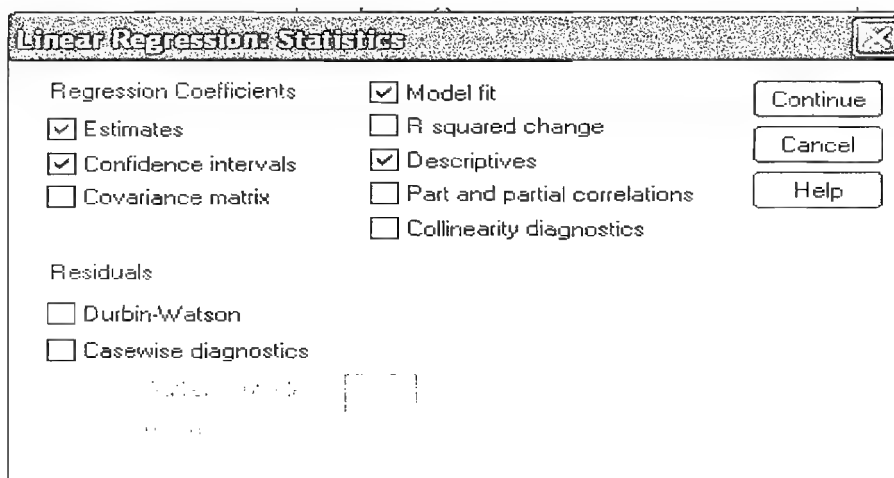 Linear Regression: Statistics
Regression Coefficients
Estimates
Confidence intervals
Covariance matrix
Model fit
R squared change
Descriptives
Part and partial correlations
Collinearity diagnostics
Continue
Cancel
Help
Residuals
Durbin-Watson
Casewise diagnostics